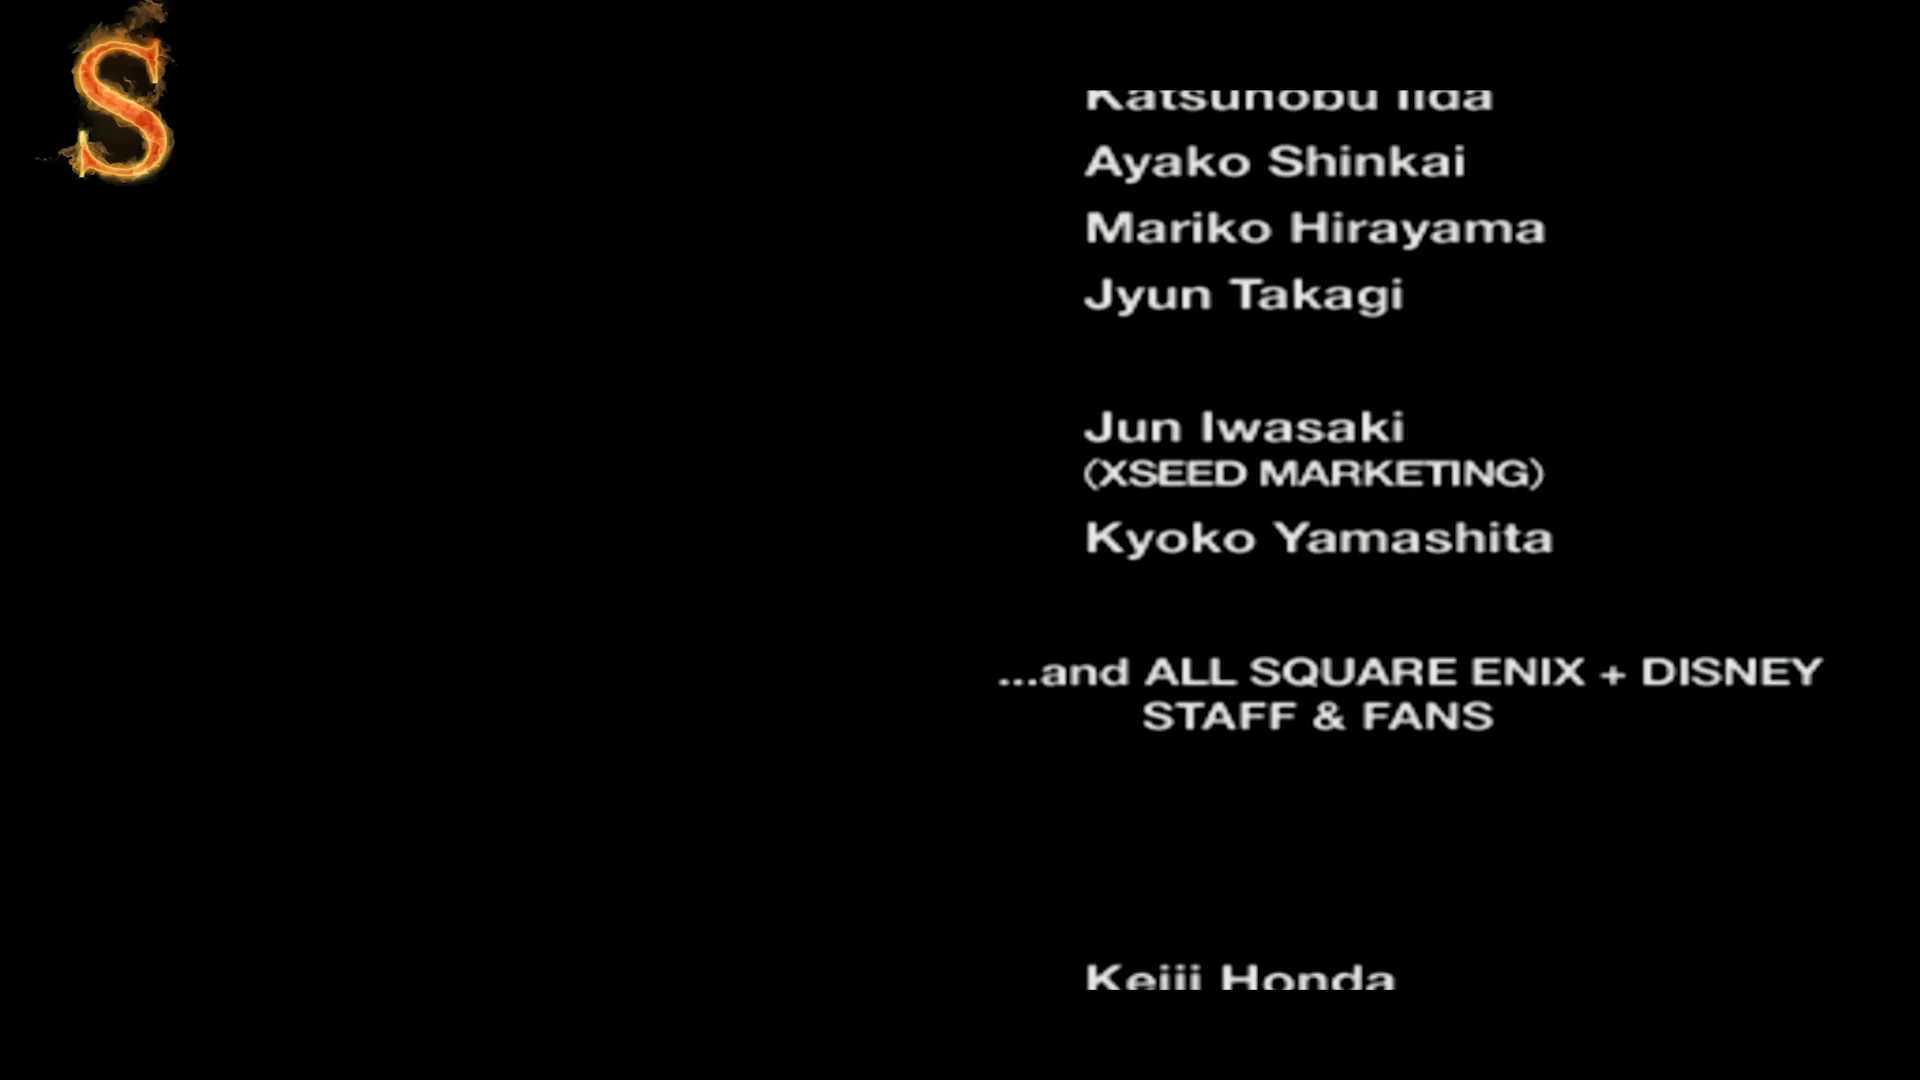 S
Katsunobu Iida
Ayako Shinkai
Mariko Hirayama
Jyun Takagi
Jun Iwasaki
(XSEED MARKETING)
Kyoko Yamashita
...and ALL SQUARE ENIX + DISNEY
STAFF & FANS
Keiji Honda